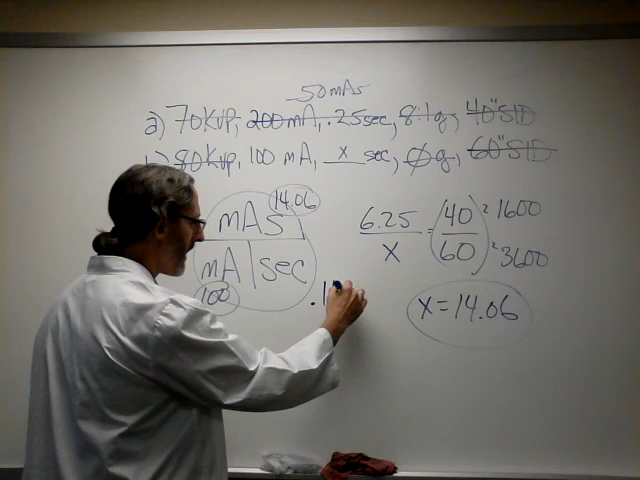 50mAs
a) 70KVP, 200mA, .25sec, 8:1g, 40"SID
80KVP, 100 mA, x sec, Ø g, 60"SID
14.06
mAs
mA | sec
100
6.25 / x = (40 / 60)
2 1600
2 3600
.1
x=14.06